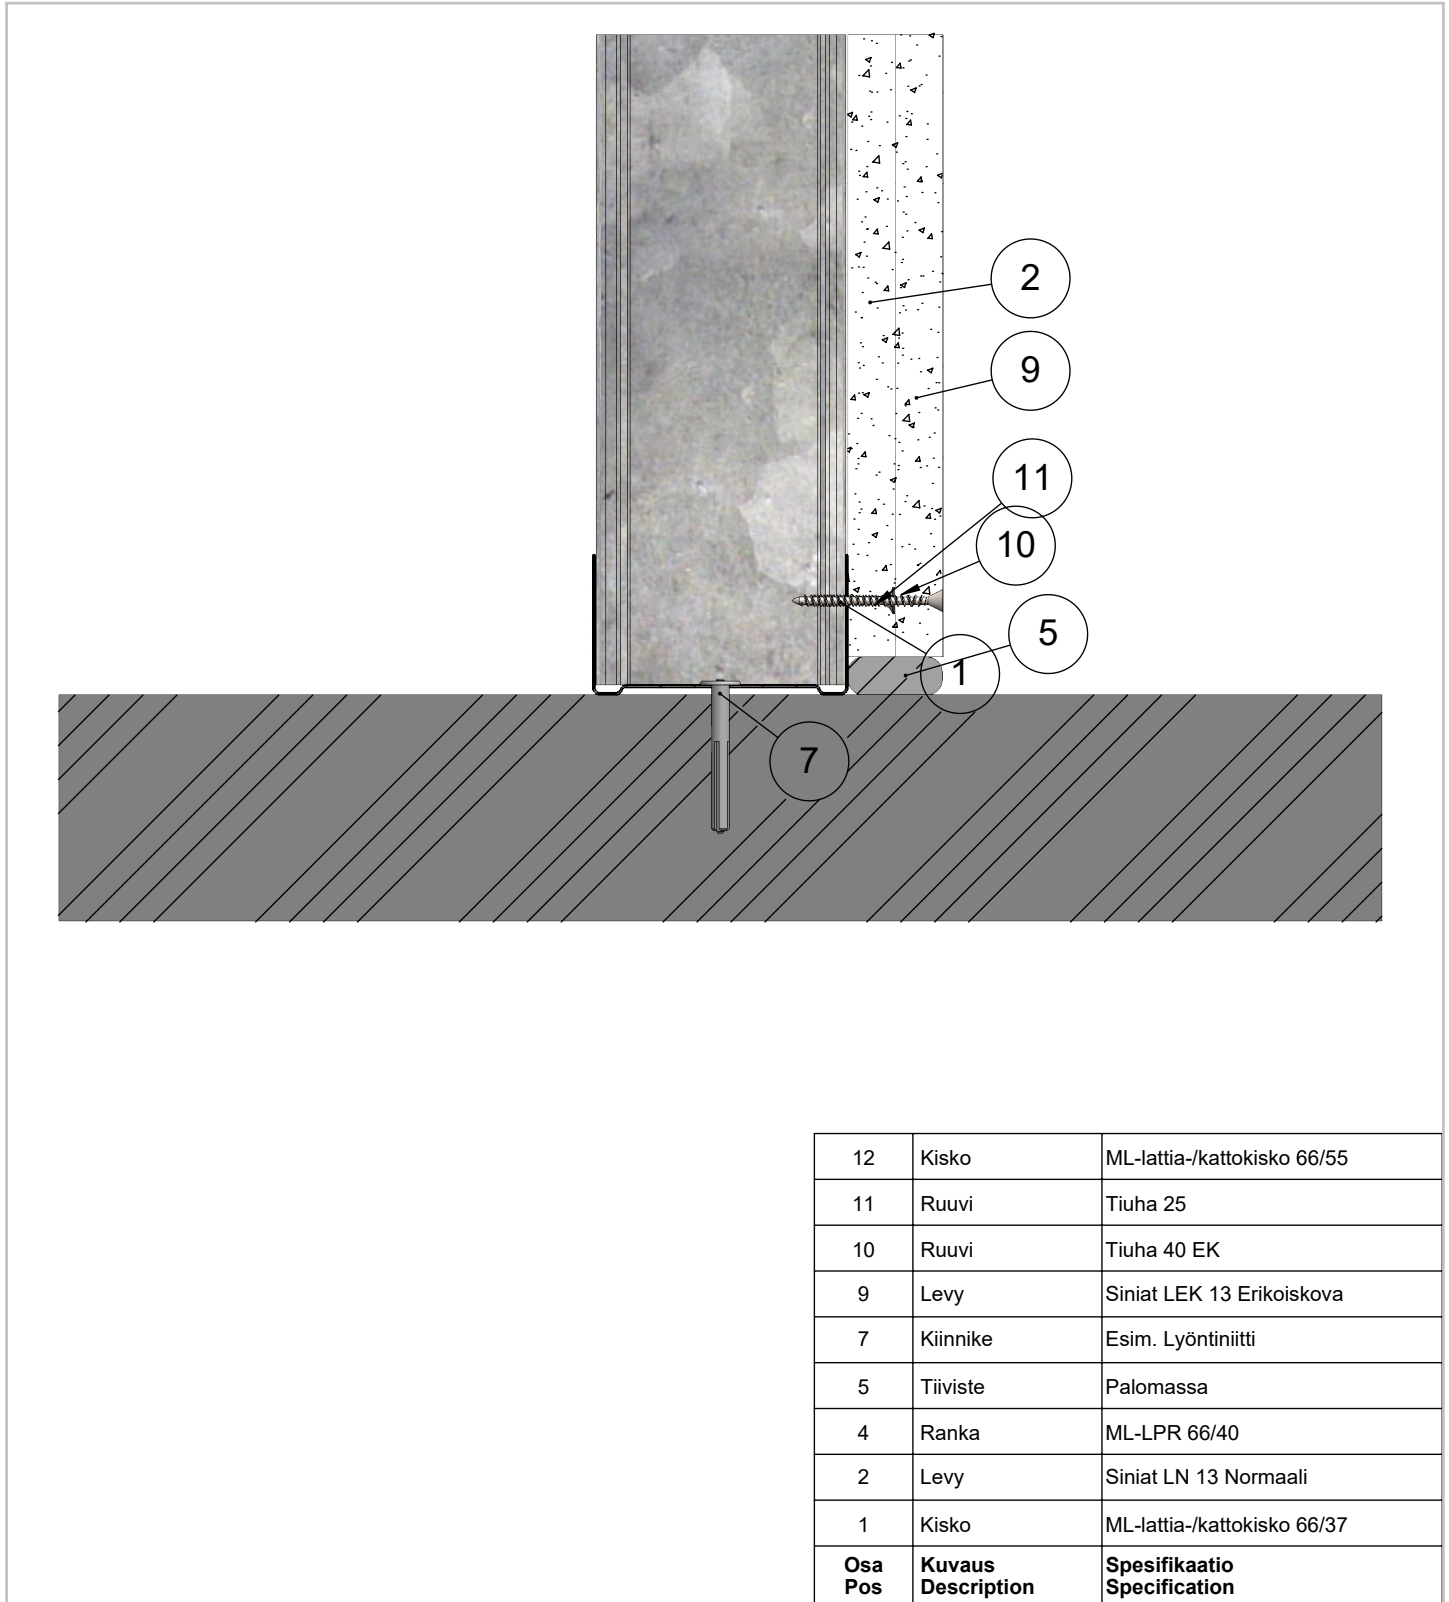 2
9
11
10
5
1
7
12 Kisko ML-lattia-/kattokisko 66/55
11 Ruuvi Tiuha 25
10 Ruuvi Tiuha 40 EK
9 Levy Siniat LEK 13 Erikoiskova
7 Kiinnike Esim. Lyöntiniitti
5 Tiiviste Palomassa
4 Ranka ML-LPR 66/40
2 Levy Siniat LN 13 Normaali
1 Kisko ML-lattia-/kattokisko 66/37
Osa Kuvaus Spesifikaatio
Pos Description Specification